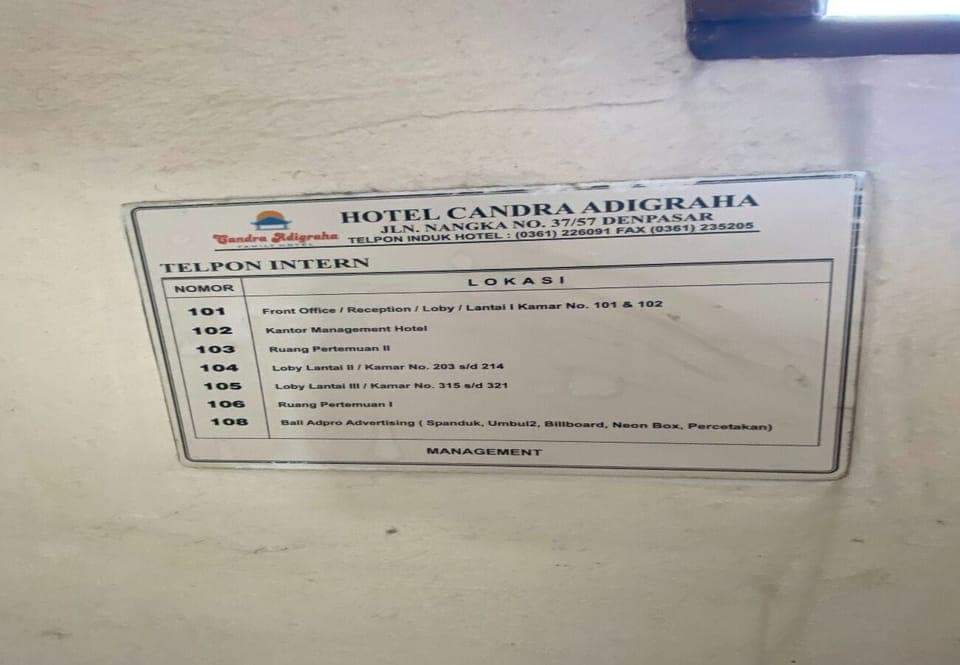 HOTEL CANDRA ADIGRAHA
JLN. NANGKA NO. 37/57 DENPASAR
TELPON INDUK HOTEL : (0361) 226091 FAX (0361) 235205
Candra Adigraha
FAMILY HOTEL
TELPON INTERN
NOMOR LOKASI
101 Front Office / Reception / Loby / Lantai I Kamar No. 101 & 102
102 Kantor Management Hotel
103 Ruang Pertemuan II
104 Loby Lantai II / Kamar No. 203 s/d 214
105 Loby Lantai III / Kamar No. 315 s/d 321
106 Ruang Pertemuan I
108 Bali Adpro Advertising ( Spanduk, Umbul2, Billboard, Neon Box, Percetakan)
MANAGEMENT